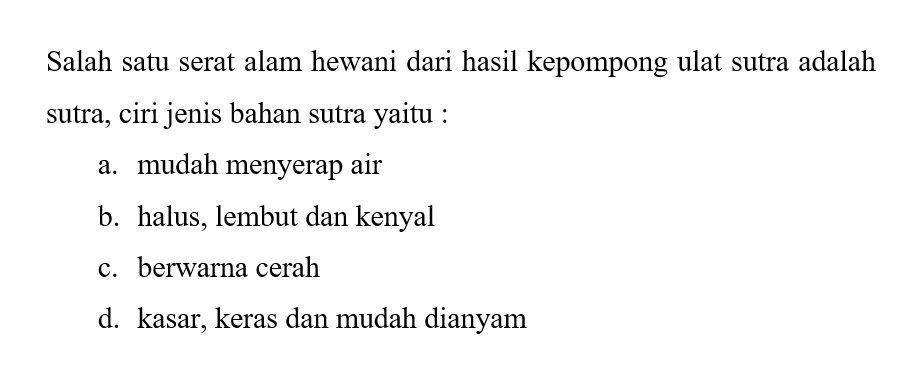 Salah satu serat alam hewani dari hasil kepompong ulat sutra adalah
sutra, ciri jenis bahan sutra yaitu :
a. mudah menyerap air
b. halus, lembut dan kenyal
c. berwarna cerah
d. kasar, keras dan mudah dianyam